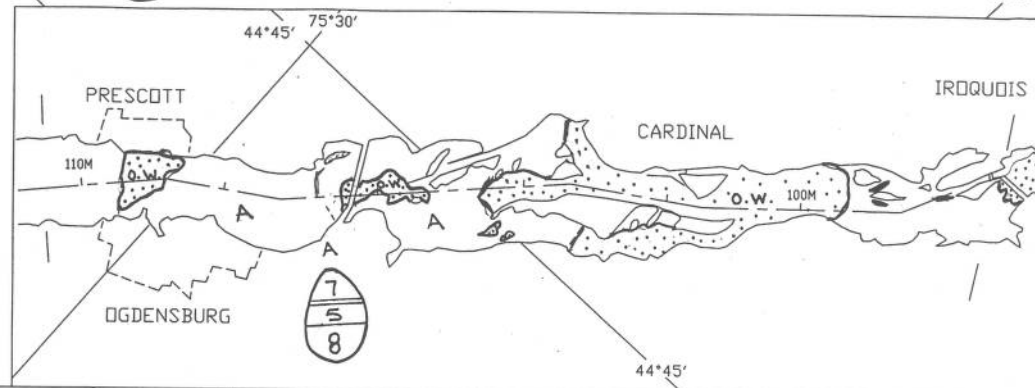 44°45'
75°30'
PRESCOTT
IROQUOIS
CARDINAL
110M
O.W.
O.W.
O.W.
100M
A
A
A
OGDENSBURG
7
5
8
44°45'